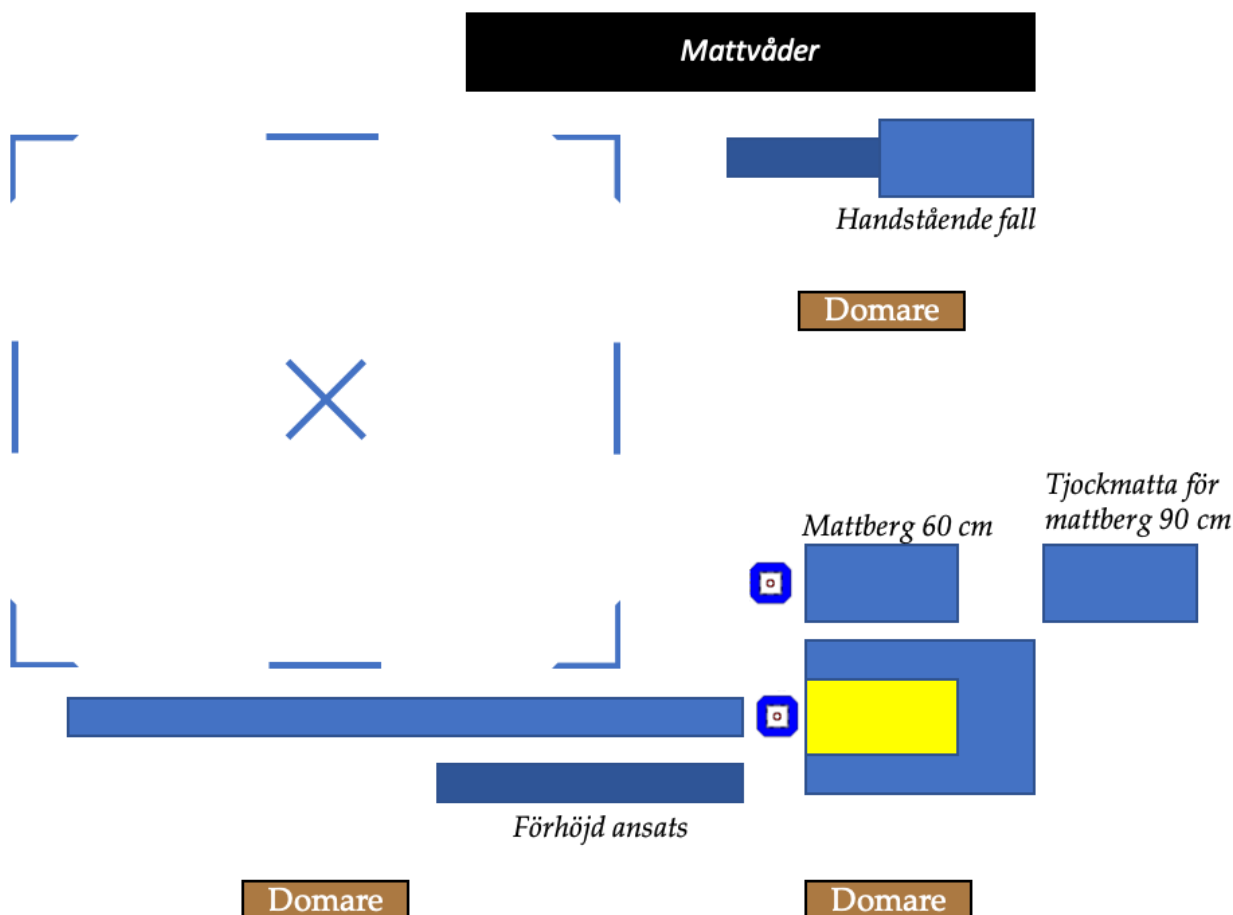 Mattvåder
Handstående fall
Domare
Tjockmatta för
mattberg 90 cm
Mattberg 60 cm
Förhöjd ansats
Domare
Domare